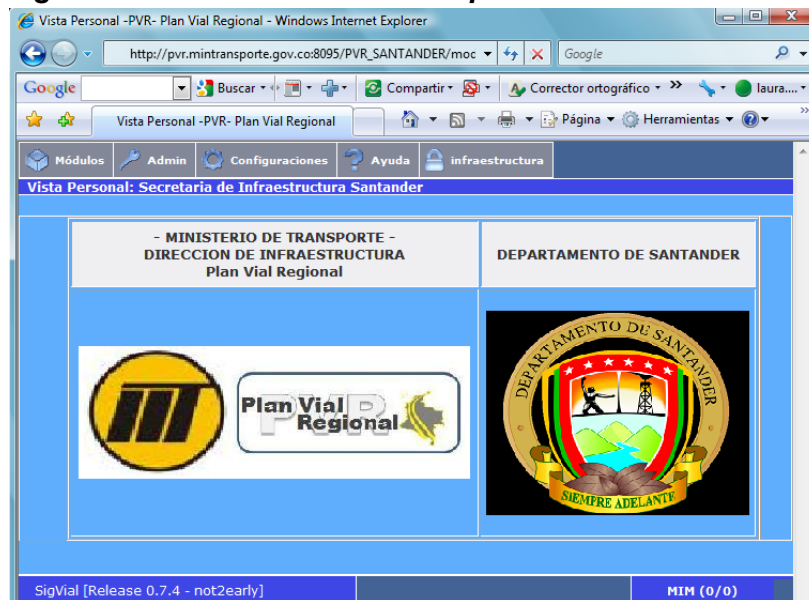 Vista Personal -PVR- Plan Vial Regional - Windows Internet Explorer
http://pvr.mintransporte.gov.co:8095/PVR_SANTANDER/moc
Google
Google
Buscar
Compartir
Corrector ortográfico
laura....
Vista Personal -PVR- Plan Vial Regional
Página
Herramientas
Módulos
Admin
Configuraciones
Ayuda
infraestructura
Vista Personal: Secretaria de Infraestructura Santander
- MINISTERIO DE TRANSPORTE -
DIRECCION DE INFRAESTRUCTURA
Plan Vial Regional
DEPARTAMENTO DE SANTANDER
Plan Vial
Regional
PVR
DEPARTAMENTO DE SANTANDER
SIEMPRE ADELANTE
SigVial [Release 0.7.4 - not2early]
MIM (0/0)